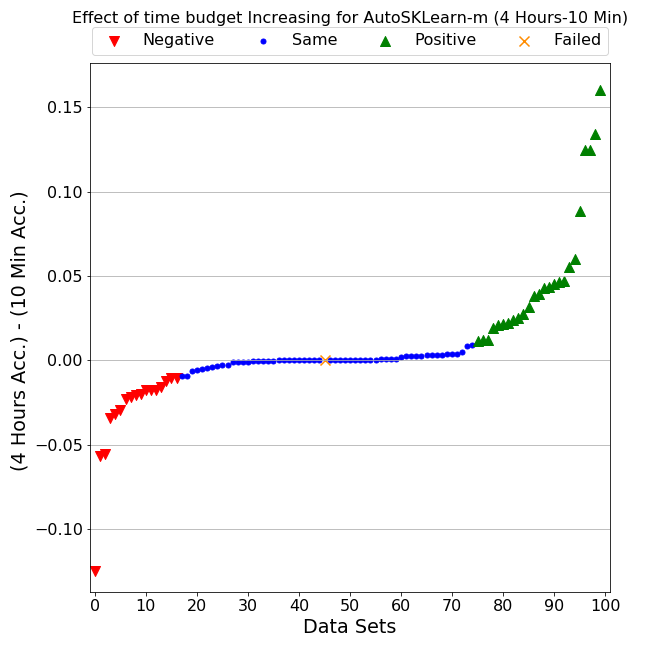 Effect of time budget Increasing for AutoSKLearn-m (4 Hours-10 Min)
Negative Same Positive Failed
(4 Hours Acc.) - (10 Min Acc.)
0.15
0.10
0.05
0.00
−0.05
−0.10
0 10 20 30 40 50 60 70 80 90 100
Data Sets